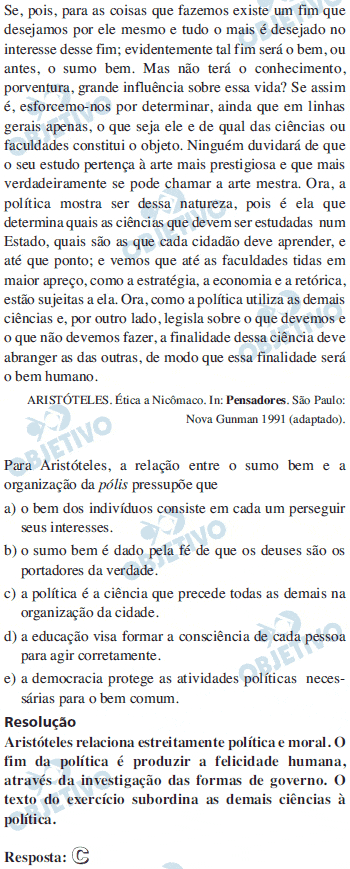 Se, pois, para as coisas que fazemos existe um fim que
desejamos por ele mesmo e tudo o mais é desejado no
interesse desse fim; evidentemente tal fim será o bem, ou
antes, o sumo bem. Mas não terá o conhecimento,
porventura, grande influência sobre essa vida? Se assim
é, esforcemo-nos por determinar, ainda que em linhas
gerais apenas, o que seja ele e de qual das ciências ou
faculdades constitui o objeto. Ninguém duvidará de que
o seu estudo pertença à arte mais prestigiosa e que mais
verdadeiramente se pode chamar a arte mestra. Ora, a
política mostra ser dessa natureza, pois é ela que
determina quais as ciências que devem ser estudadas num
Estado, quais são as que cada cidadão deve aprender, e
até que ponto; e vemos que até as faculdades tidas em
maior apreço, como a estratégia, a economia e a retórica,
estão sujeitas a ela. Ora, como a política utiliza as demais
ciências e, por outro lado, legisla sobre o que devemos e
o que não devemos fazer, a finalidade dessa ciência deve
abranger as das outras, de modo que essa finalidade será
o bem humano.
ARISTÓTELES. Ética a Nicômaco. In: Pensadores. São Paulo:
Nova Gunman 1991 (adaptado).
Para Aristóteles, a relação entre o sumo bem e a
organização da pólis pressupõe que
a) o bem dos indivíduos consiste em cada um perseguir
seus interesses.
b) o sumo bem é dado pela fé de que os deuses são os
portadores da verdade.
c) a política é a ciência que precede todas as demais na
organização da cidade.
d) a educação visa formar a consciência de cada pessoa
para agir corretamente.
e) a democracia protege as atividades políticas neces-
sárias para o bem comum.
Resolução
Aristóteles relaciona estreitamente política e moral. O
fim da política é produzir a felicidade humana,
através da investigação das formas de governo. O
texto do exercício subordina as demais ciências à
política.
Resposta: C
OBJETIVO
OBJETIVO
OBJETIVO
OBJETIVO
OBJETIVO
OBJETIVO
OBJETIVO
OBJETIVO
OBJETIVO